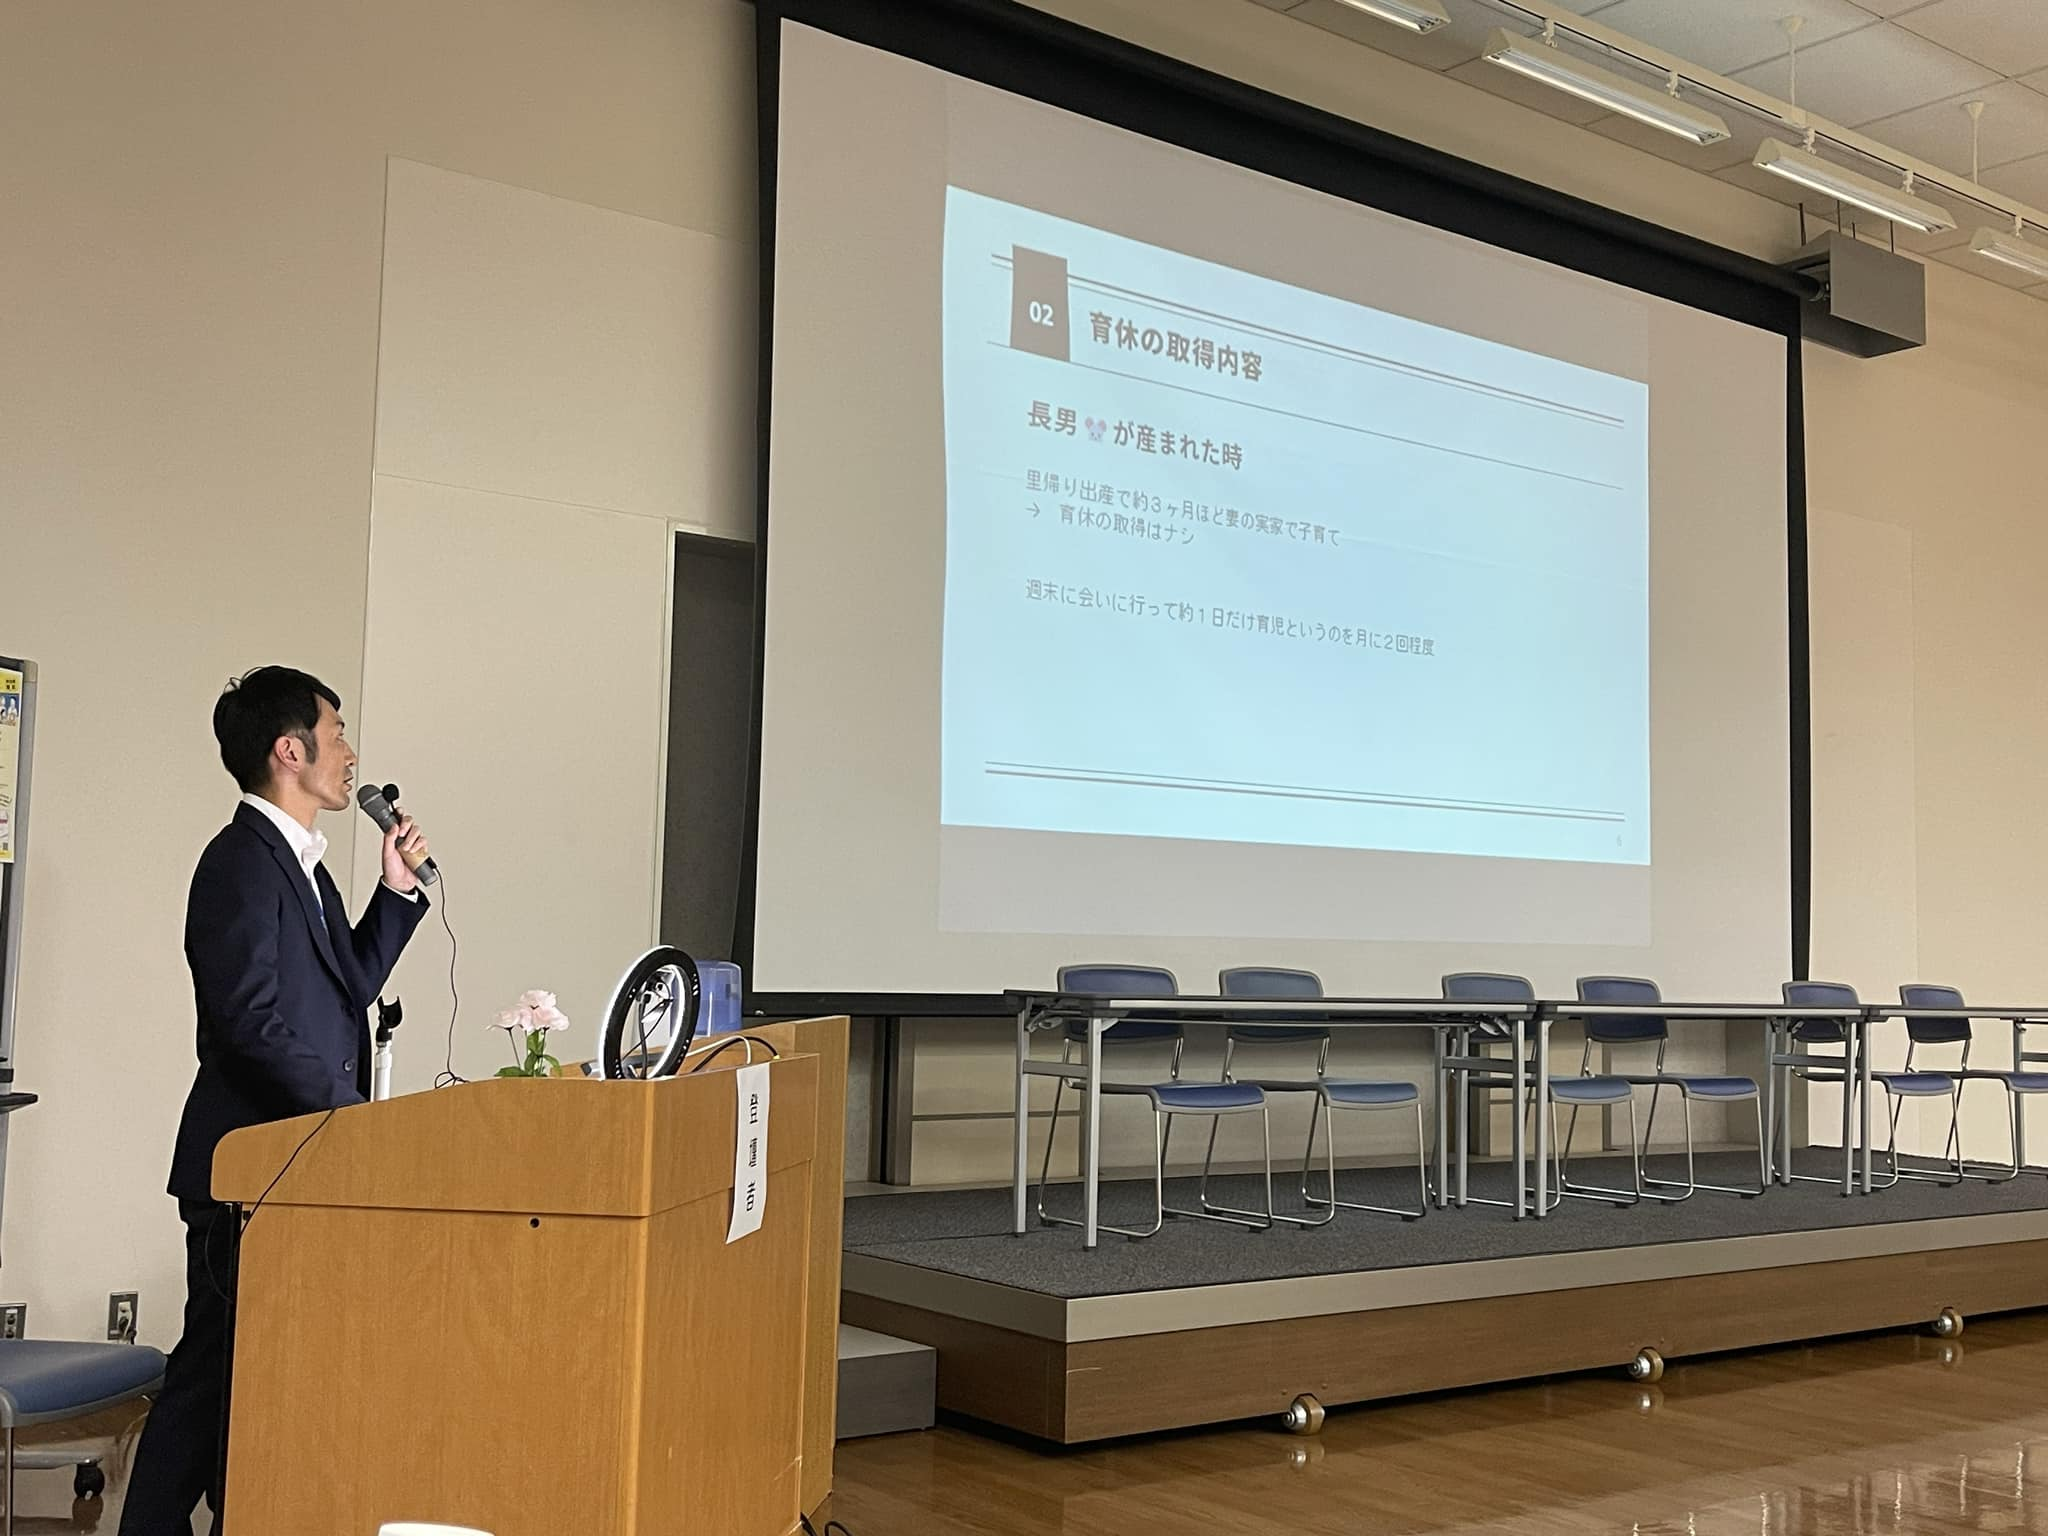 02
育休の取得内容
長男が産まれた時
里帰り出産で約３ヶ月ほど妻の実家で子育て
→ 育休の取得はナシ
週末に会いに行って約１日だけ育児というのを月に２回程度
6